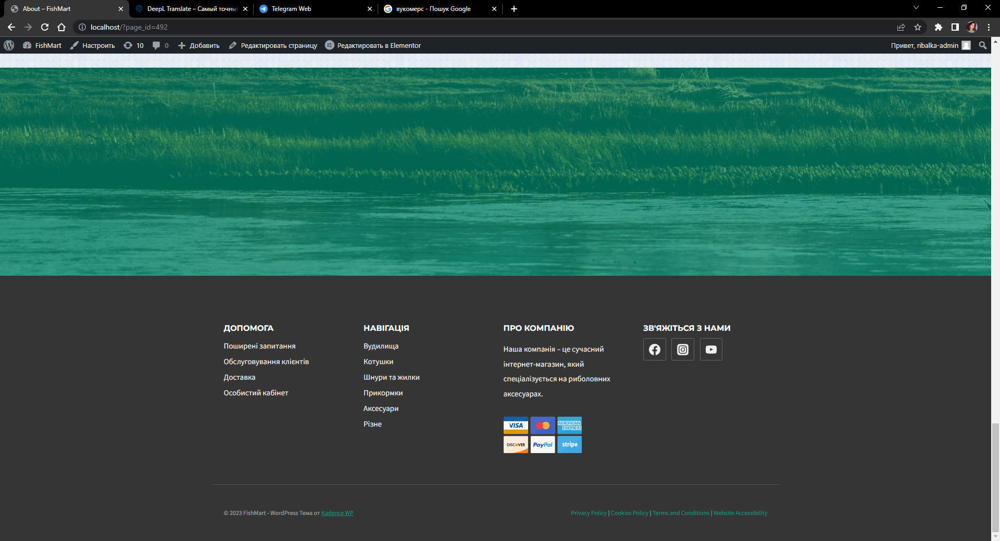 About – FishMart
DeepL Translate – Самый точны
Telegram Web
вукомерс - Пошук Google
localhost/?page_id=492
FishMart
Настроить
10
0
Добавить
Редактировать страницу
Редактировать в Elementor
Привет, ribalka-admin
ДОПОМОГА
Поширені запитання
Обслуговування клієнтів
Доставка
Особистий кабінет
НАВІГАЦІЯ
Вудилища
Котушки
Шнури та жилки
Прикормки
Аксесуари
Різне
ПРО КОМПАНІЮ
Наша компанія – це сучасний
інтернет-магазин, який
спеціалізується на риболовних
аксесуарах.
VISA
AMERICAN
EXPRESS
DISCOVER
PayPal
stripe
ЗВ'ЯЖІТЬСЯ З НАМИ
© 2023 FishMart - WordPress Тема от Kadence WP
Privacy Policy | Cookies Policy | Terms and Conditions | Website Accessibility